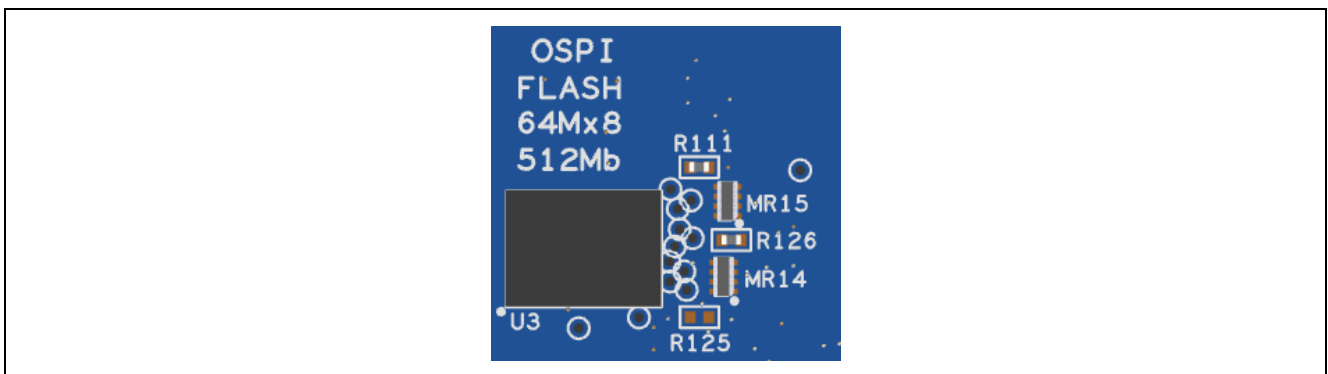 OSPI
FLASH
64Mx8
512Mb
R111
MR15
R126
MR14
U3
R125